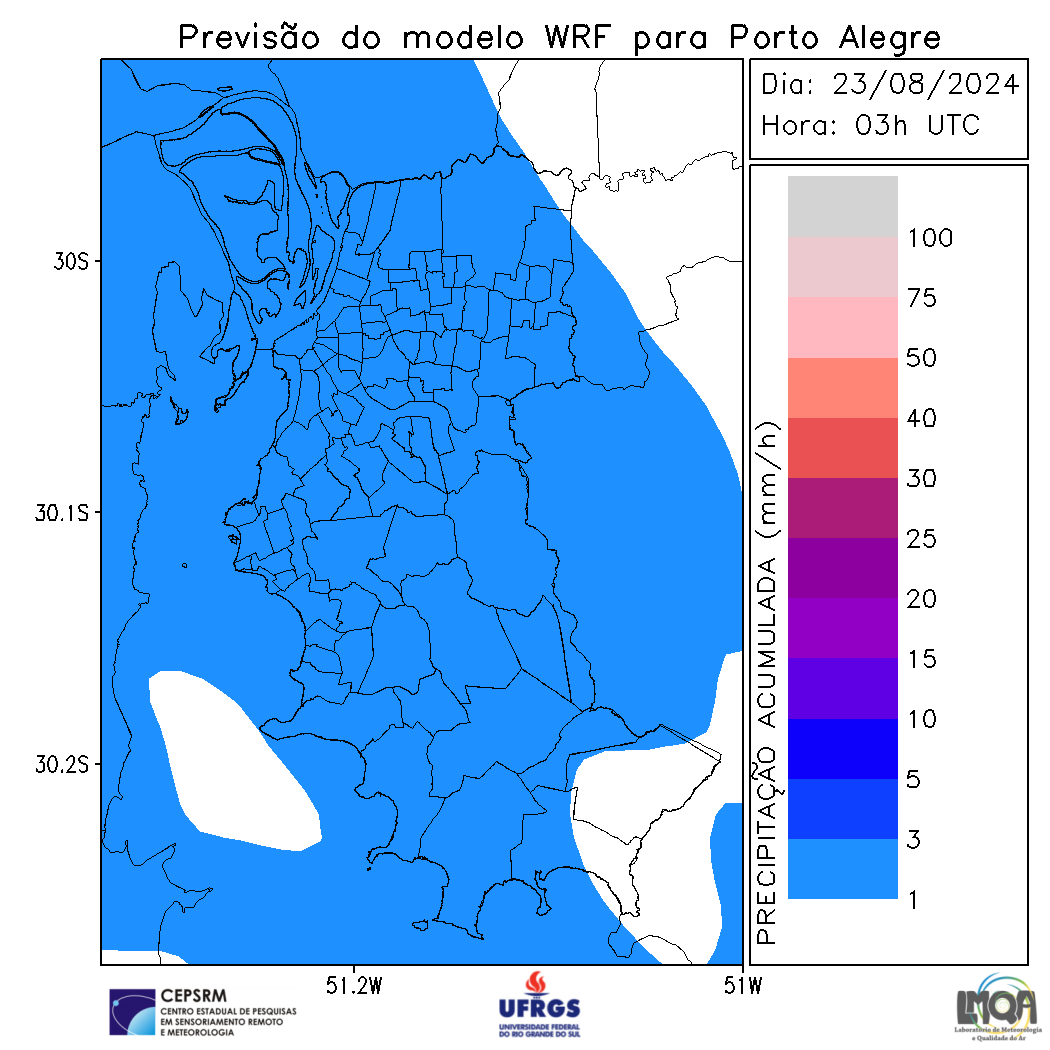 Previsão do modelo WRF para Porto Alegre
Dia: 23/08/2024
Hora: 03h UTC
30S
30.1S
30.2S
51.2W
51W
PRECIPITAÇÃO ACUMULADA (mm/h)
100
75
50
40
30
25
20
15
10
5
3
1
CEPSRM
CENTRO ESTADUAL DE PESQUISAS
EM SENSORIAMENTO REMOTO
E METEOROLOGIA
UFRGS
UNIVERSIDADE FEDERAL
DO RIO GRANDE DO SUL
LMQA
Laboratório de Meteorologia
e Qualidade do Ar